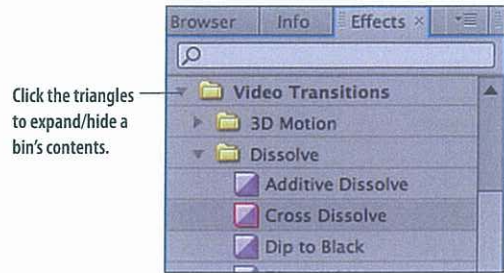 Browser Info Effects ×
Click the triangles
to expand/hide a
bin's contents.
Video Transitions
3D Motion
Dissolve
Additive Dissolve
Cross Dissolve
Dip to Black